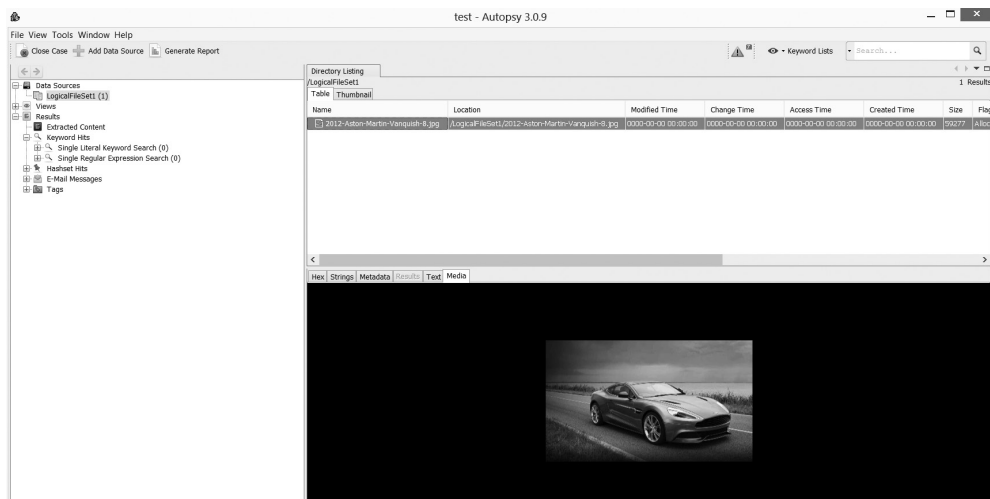 test - Autopsy 3.0.9
File View Tools Window Help
Close Case Add Data Source Generate Report
Keyword Lists
Search...
Data Sources
LogicalFileSet1 (1)
Views
Results
Extracted Content
Keyword Hits
Single Literal Keyword Search (0)
Single Regular Expression Search (0)
Hashset Hits
E-Mail Messages
Tags
Directory Listing
/LogicalFileSet1
1 Results
Table Thumbnail
Name Location Modified Time Change Time Access Time Created Time Size Flag
2012-Aston-Martin-Vanquish-8.jpg /LogicalFileSet1/2012-Aston-Martin-Vanquish-8.jpg 0000-00-00 00:00:00 0000-00-00 00:00:00 0000-00-00 00:00:00 0000-00-00 00:00:00 59277 Alloc
Hex Strings Metadata Results Text Media